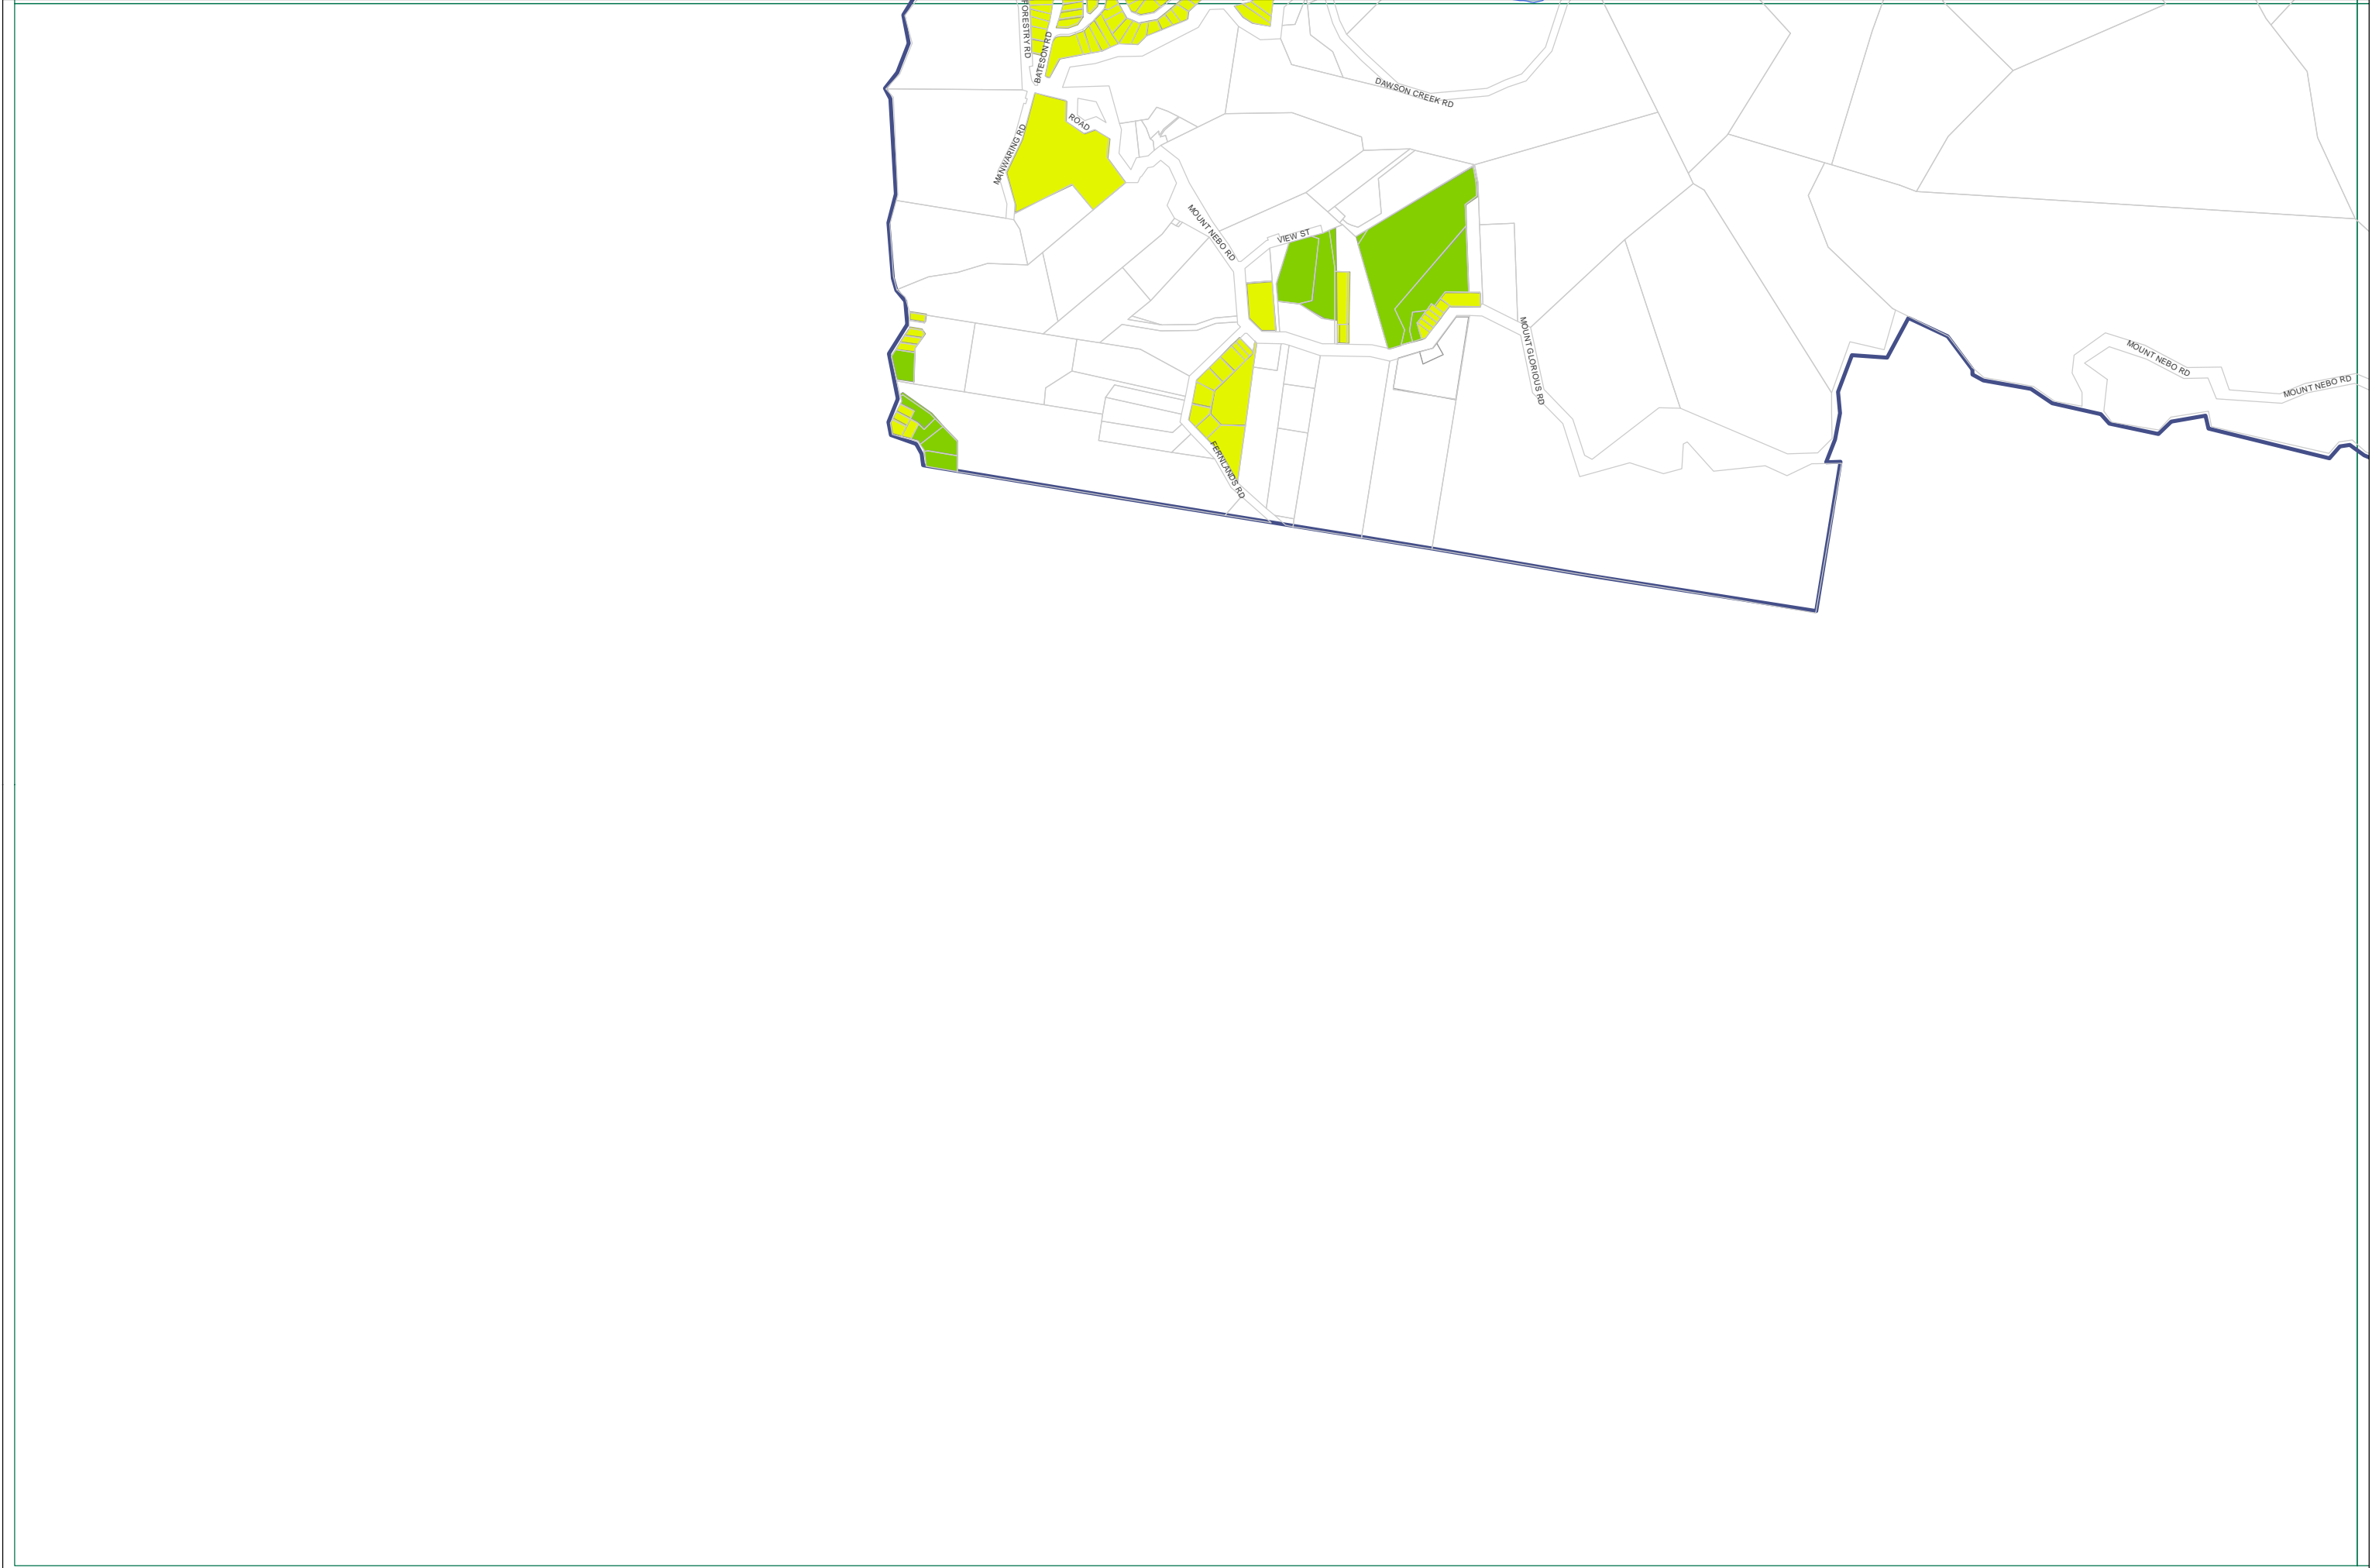 FORESTRY RD
BATESON RD
DAWSON CREEK RD
ROAD
MANWARING RD
MOUNT NEBO RD
VIEW ST
MOUNT GLORIOUS RD
MOUNT NEBO RD
MOUNT NEBO RD
FERNLANDS RD